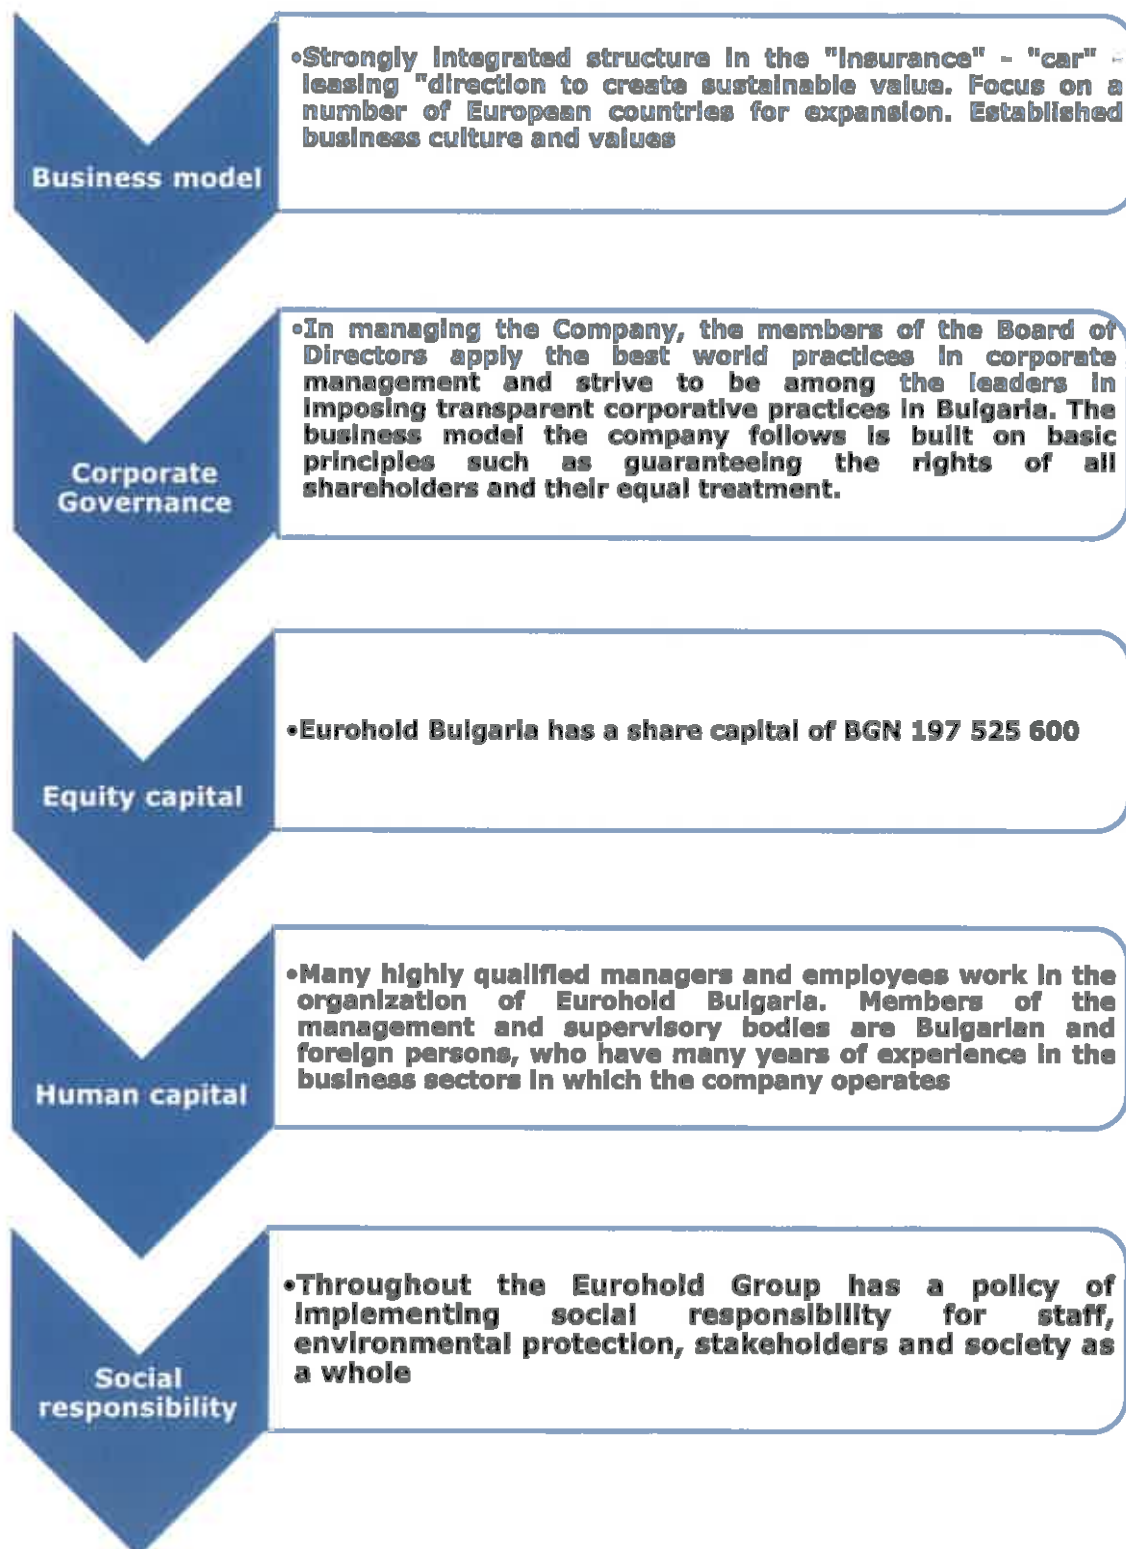 Business model
•Strongly integrated structure in the "insurance" - "car" -
leasing "direction to create sustainable value. Focus on a
number of European countries for expansion. Established
business culture and values
Corporate
Governance
•In managing the Company, the members of the Board of
Directors apply the best world practices in corporate
management and strive to be among the leaders in
imposing transparent corporative practices in Bulgaria. The
business model the company follows is built on basic
principles such as guaranteeing the rights of all
shareholders and their equal treatment.
Equity capital
•Eurohold Bulgaria has a share capital of BGN 197 525 600
Human capital
•Many highly qualified managers and employees work in the
organization of Eurohold Bulgaria. Members of the
management and supervisory bodies are Bulgarian and
foreign persons, who have many years of experience in the
business sectors in which the company operates
Social
responsibility
•Throughout the Eurohold Group has a policy of
implementing social responsibility for staff,
environmental protection, stakeholders and society as
a whole